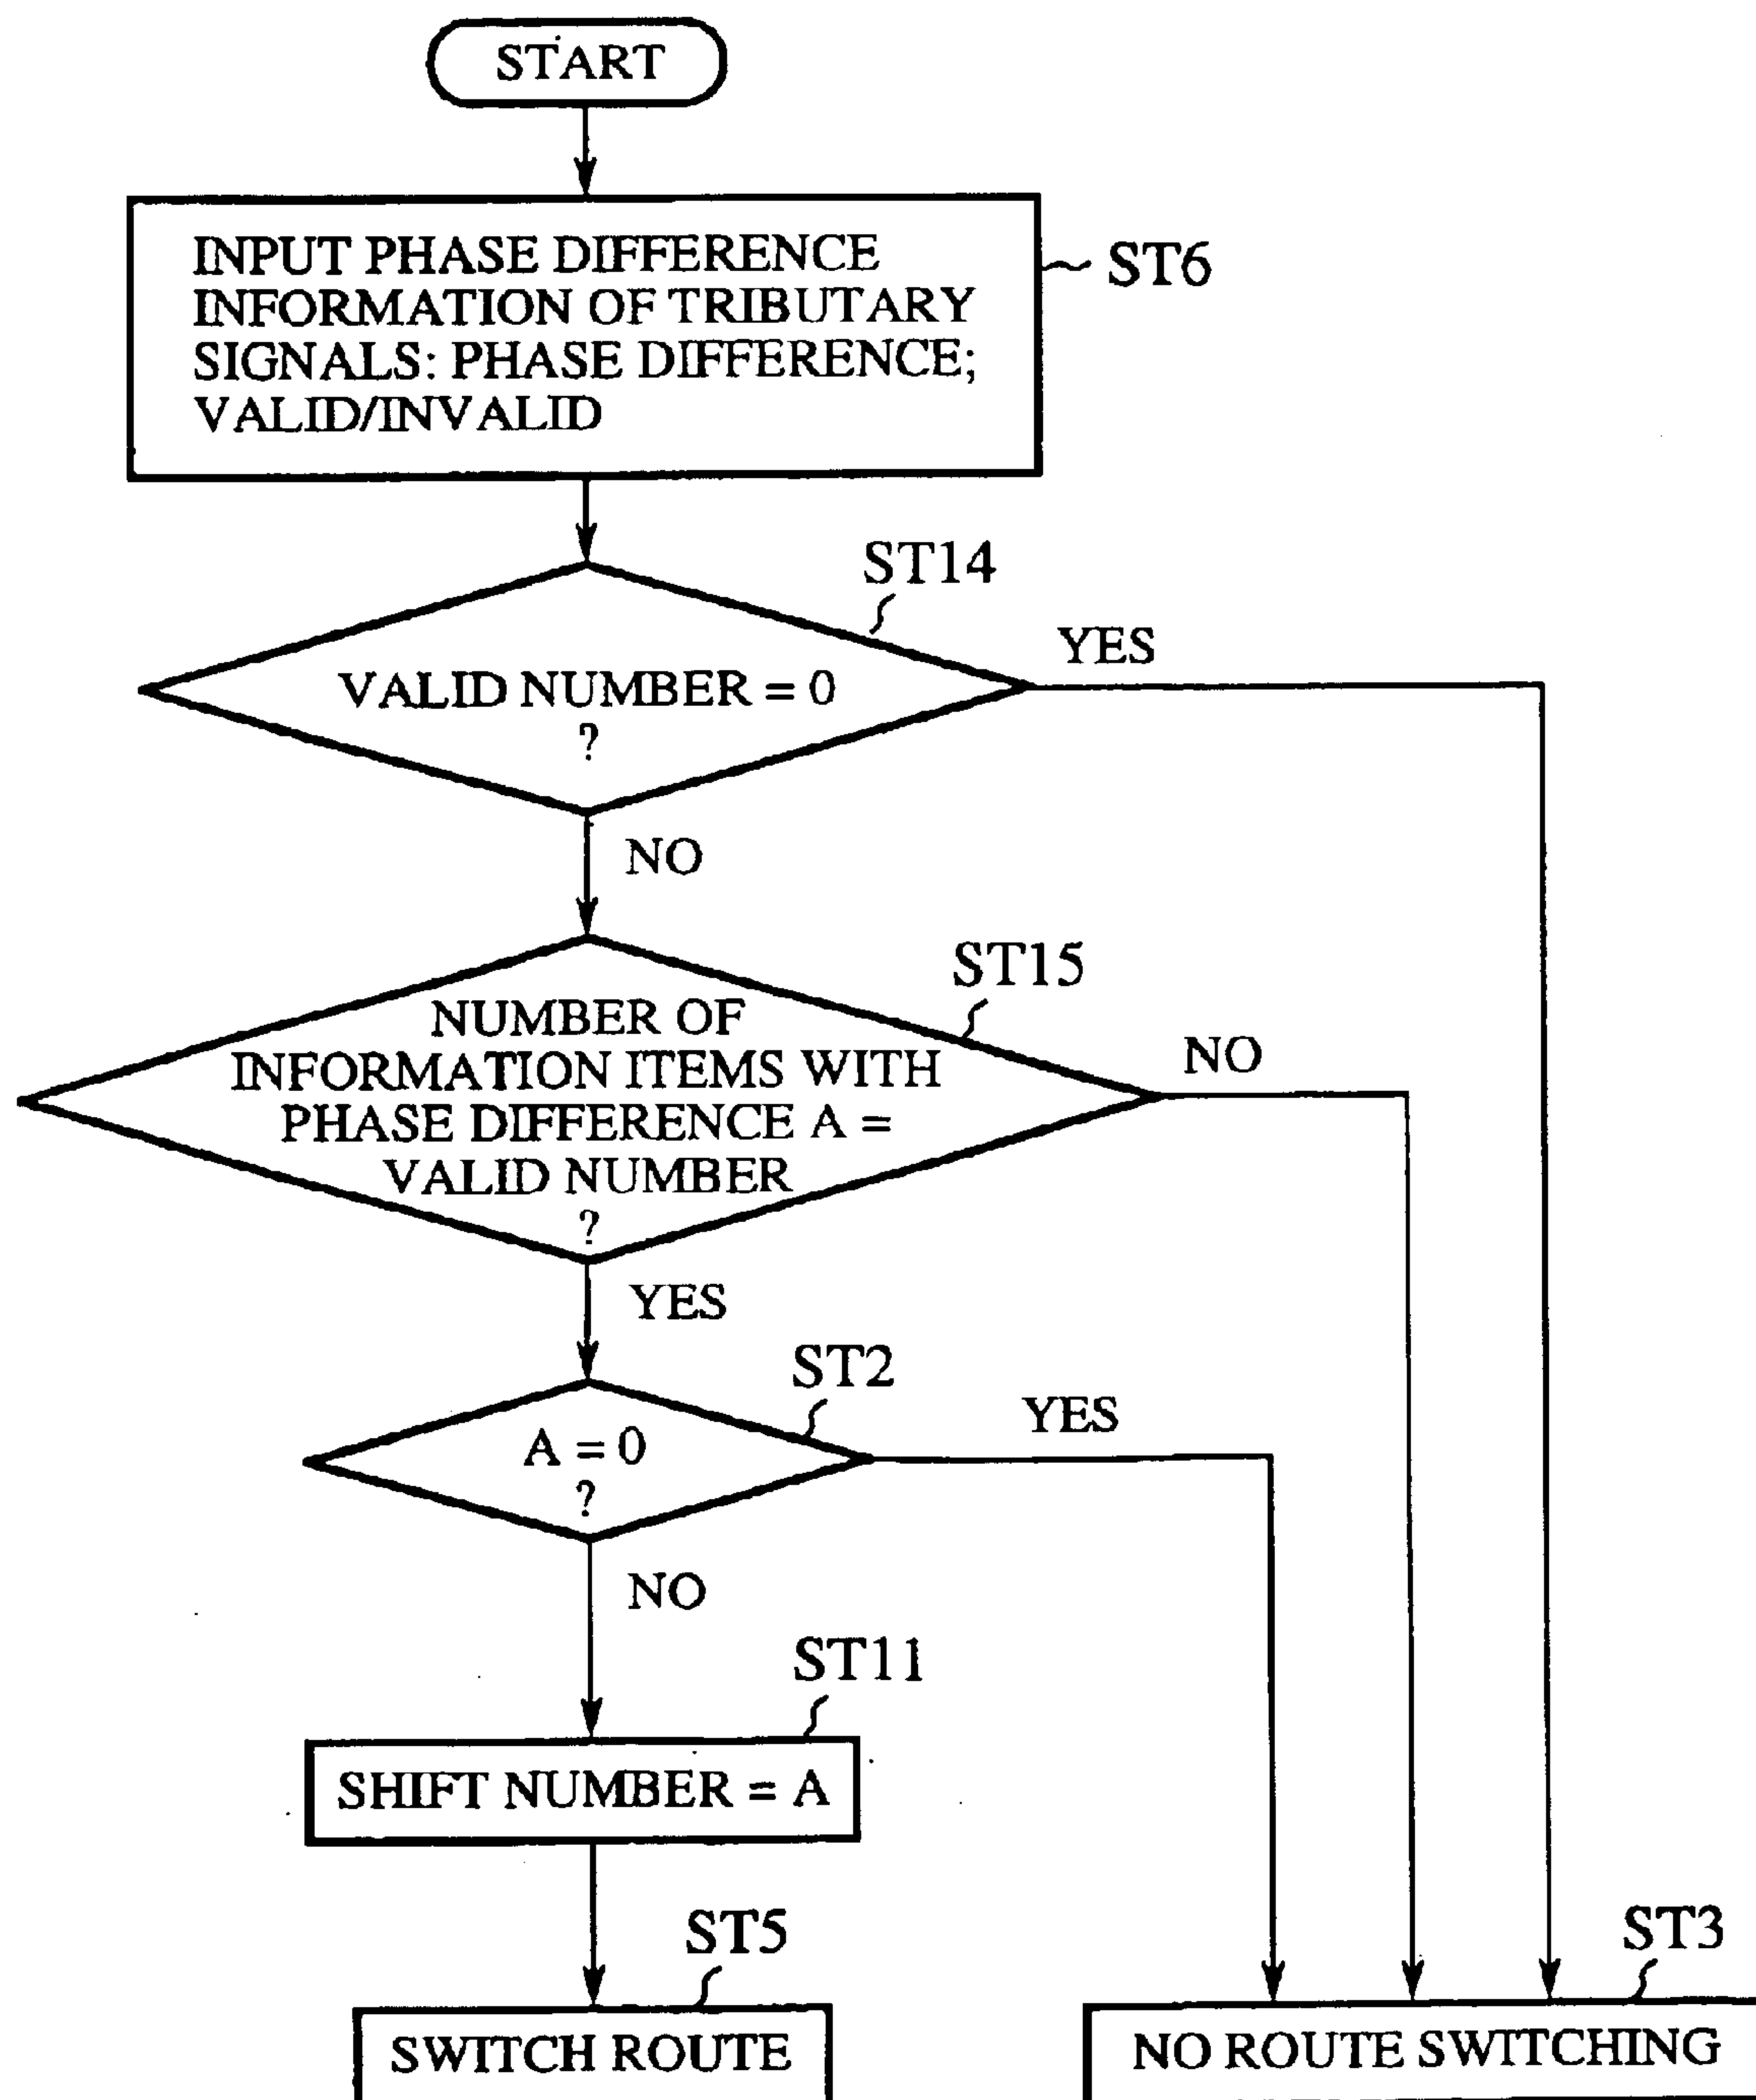 START
INPUT PHASE DIFFERENCE
INFORMATION OF TRIBUTARY
SIGNALS: PHASE DIFFERENCE;
VALID/INVALID
ST6
ST14
VALID NUMBER = 0
?
YES
NO
ST15
NUMBER OF
INFORMATION ITEMS WITH
PHASE DIFFERENCE A =
VALID NUMBER
?
NO
YES
ST2
A = 0
?
YES
NO
ST11
SHIFT NUMBER = A
ST5
SWITCH ROUTE
ST3
NO ROUTE SWITCHING